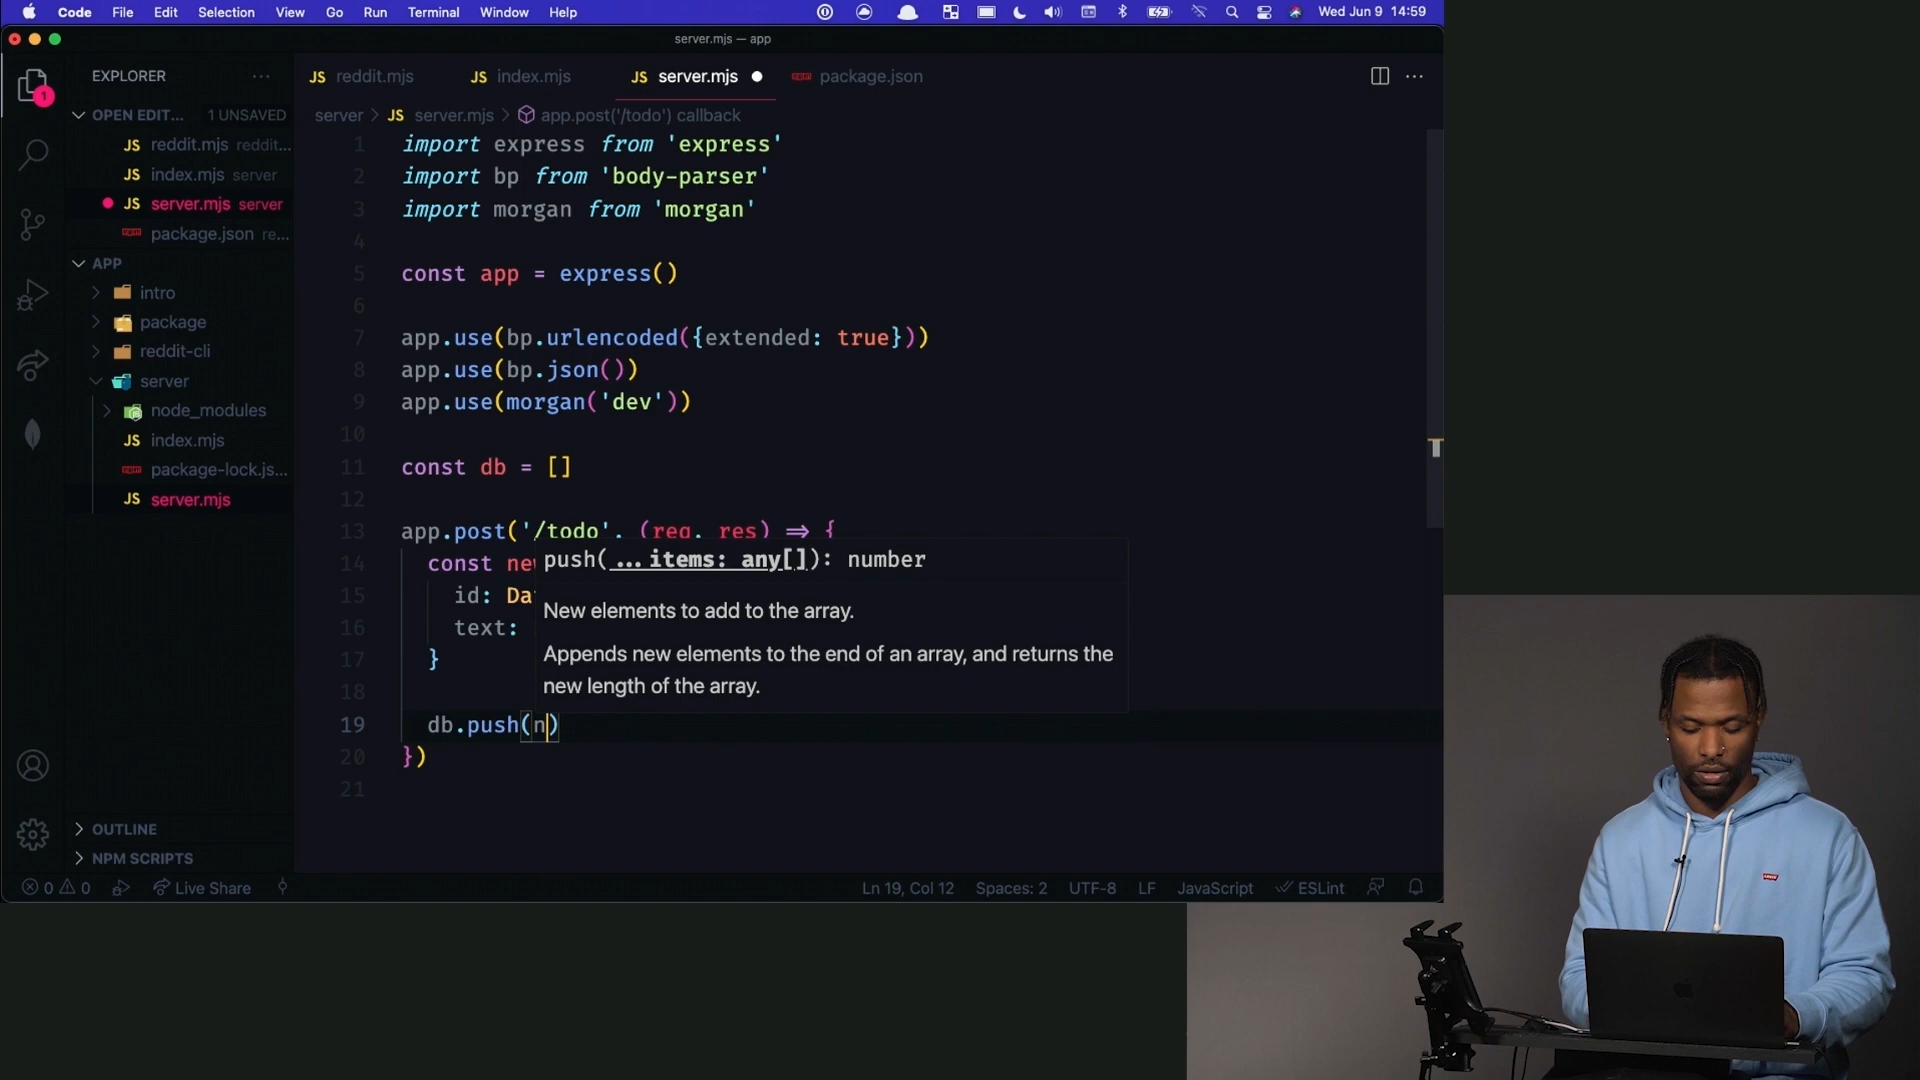 Code File Edit Selection View Go Run Terminal Window Help Wed Jun 9 14:59
server.mjs — app
EXPLORER
OPEN EDIT... 1 UNSAVED
JS reddit.mjs reddit...
JS index.mjs server
JS server.mjs server
package.json re...
APP
intro
package
reddit-cli
server
node_modules
JS index.mjs
package-lock.js...
JS server.mjs
OUTLINE
NPM SCRIPTS
1
JS reddit.mjs JS index.mjs JS server.mjs package.json
server > JS server.mjs > app.post('/todo') callback
1 import express from 'express'
2 import bp from 'body-parser'
3 import morgan from 'morgan'
4
5 const app = express()
6
7 app.use(bp.urlencoded({extended: true}))
8 app.use(bp.json())
9 app.use(morgan('dev'))
10
11 const db = []
12
13 app.post('/todo', (req, res) => {
14 const new
15 id: Da
16 text:
17 }
18
19 db.push(n)
20 })
21
push(...items: any[]): number
New elements to add to the array.
Appends new elements to the end of an array, and returns the
new length of the array.
0 0 Live Share Ln 19, Col 12 Spaces: 2 UTF-8 LF JavaScript ESLint